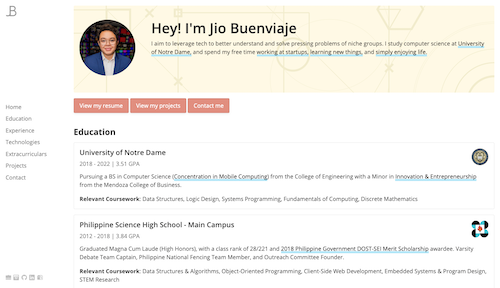 B
Hey! I'm Jio Buenviaje
I aim to leverage tech to better understand and solve pressing problems of niche groups. I study computer science at University
of Notre Dame, and spend my free time working at startups, learning new things, and simply enjoying life.
View my resume
View my projects
Contact me
Home
Education
Experience
Technologies
Extracurriculars
Projects
Contact
Education
University of Notre Dame
2018 - 2022 | 3.51 GPA
Pursuing a BS in Computer Science (Concentration in Mobile Computing) from the College of Engineering with a Minor in Innovation & Entrepreneurship
from the Mendoza College of Business.
Relevant Coursework: Data Structures, Logic Design, Systems Programming, Fundamentals of Computing, Discrete Mathematics
Philippine Science High School - Main Campus
2012 - 2018 | 3.84 GPA
Graduated Magna Cum Laude (High Honors), with a class rank of 28/221 and 2018 Philippine Government DOST-SEI Merit Scholarship awardee. Varsity
Debate Team Captain, Philippine National Fencing Team Member, and Outreach Committee Founder.
Relevant Coursework: Data Structures & Algorithms, Object-Oriented Programming, Client-Side Web Development, Embedded Systems & Program Design,
STEM Research